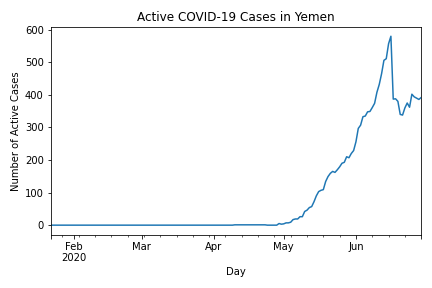 Active COVID-19 Cases in Yemen
Number of Active Cases
600
500
400
300
200
100
0
Feb Mar Apr May Jun
2020
Day